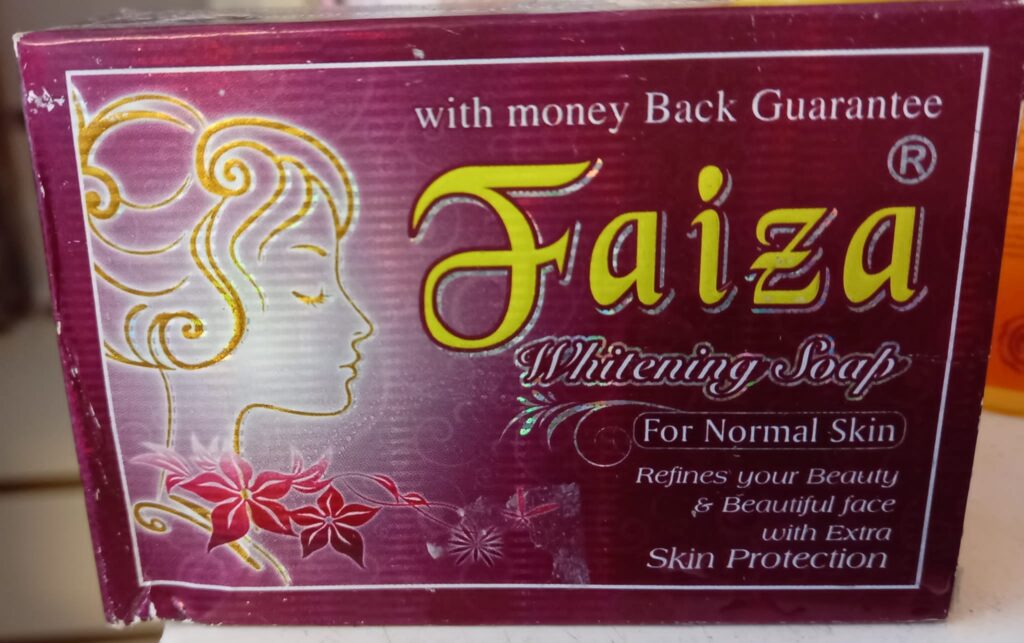 with money Back Guarantee
®
Faiza
Whitening Soap
For Normal Skin
Refines your Beauty
& Beautiful face
with Extra
Skin Protection